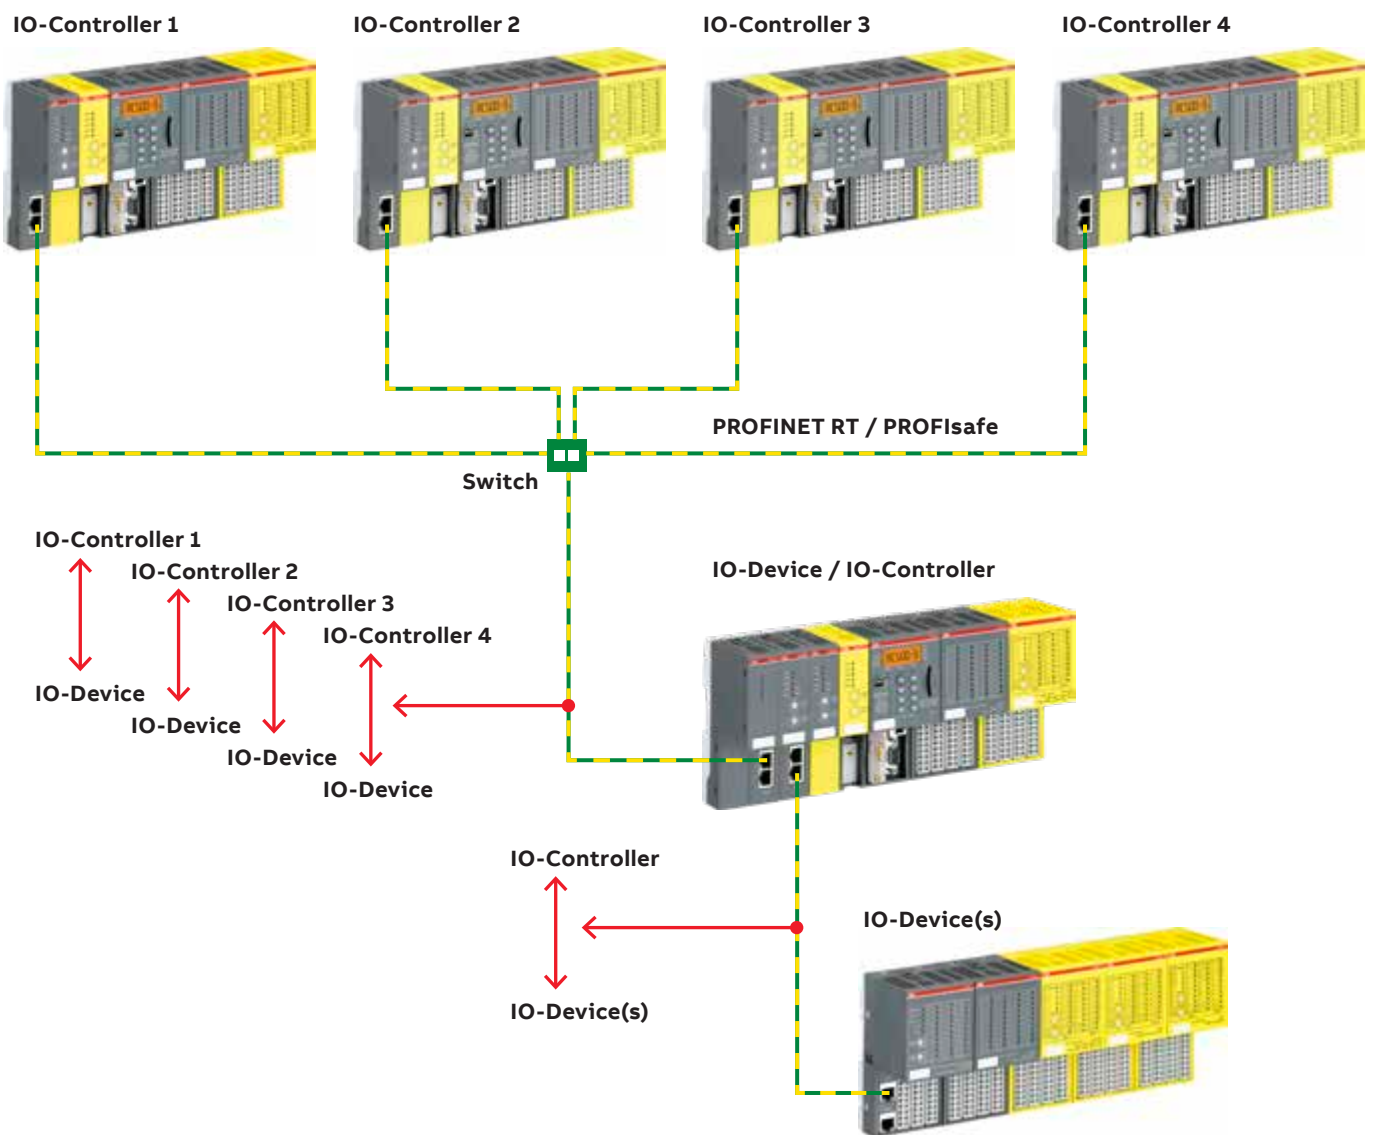 IO-Controller 1
IO-Controller 2
IO-Controller 3
IO-Controller 4
PROFINET RT / PROFIsafe
Switch
IO-Controller 1
IO-Controller 2
IO-Controller 3
IO-Controller 4
IO-Device
IO-Device
IO-Device
IO-Device
IO-Device / IO-Controller
IO-Controller
IO-Device(s)
IO-Device(s)